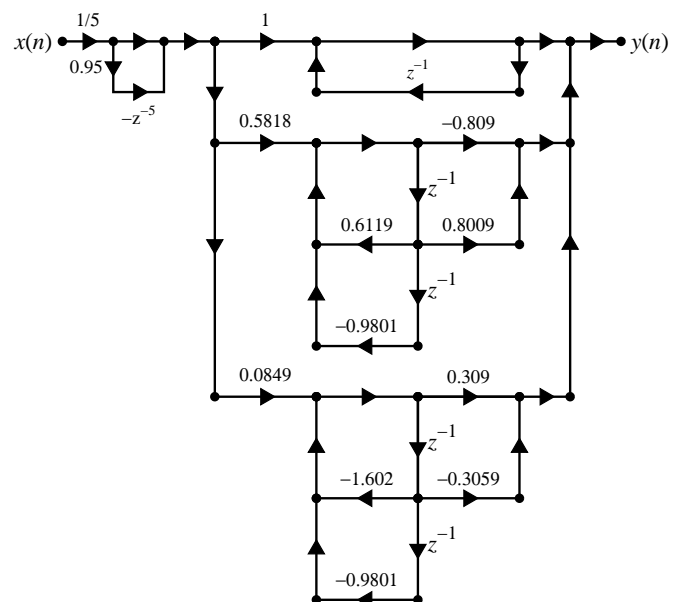 1/5 1
x(n) y(n)
0.95 z⁻¹
−z⁻⁵
0.5818 −0.809
z⁻¹
0.6119 0.8009
z⁻¹
−0.9801
0.0849 0.309
z⁻¹
−1.602 −0.3059
z⁻¹
−0.9801